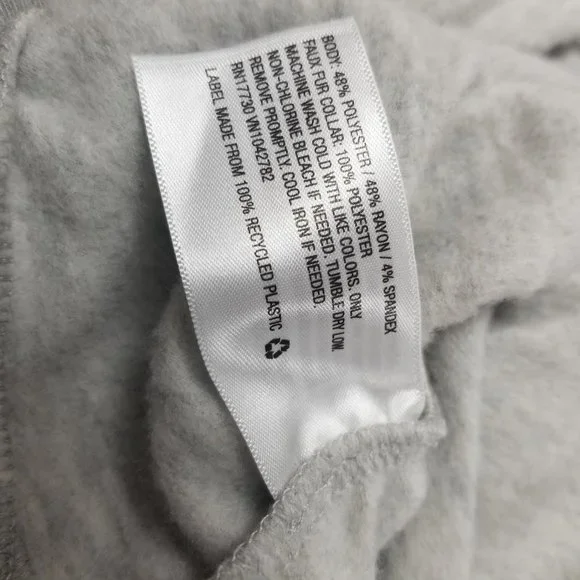 BODY: 48% POLYESTER / 48% RAYON / 4% SPANDEX
FAUX FUR COLLAR: 100% POLYESTER
MACHINE WASH COLD WITH LIKE COLORS. ONLY
NON-CHLORINE BLEACH IF NEEDED. TUMBLE DRY LOW.
REMOVE PROMPTLY. COOL IRON IF NEEDED.
RN17730 VN1042782
LABEL MADE FROM 100% RECYCLED PLASTIC